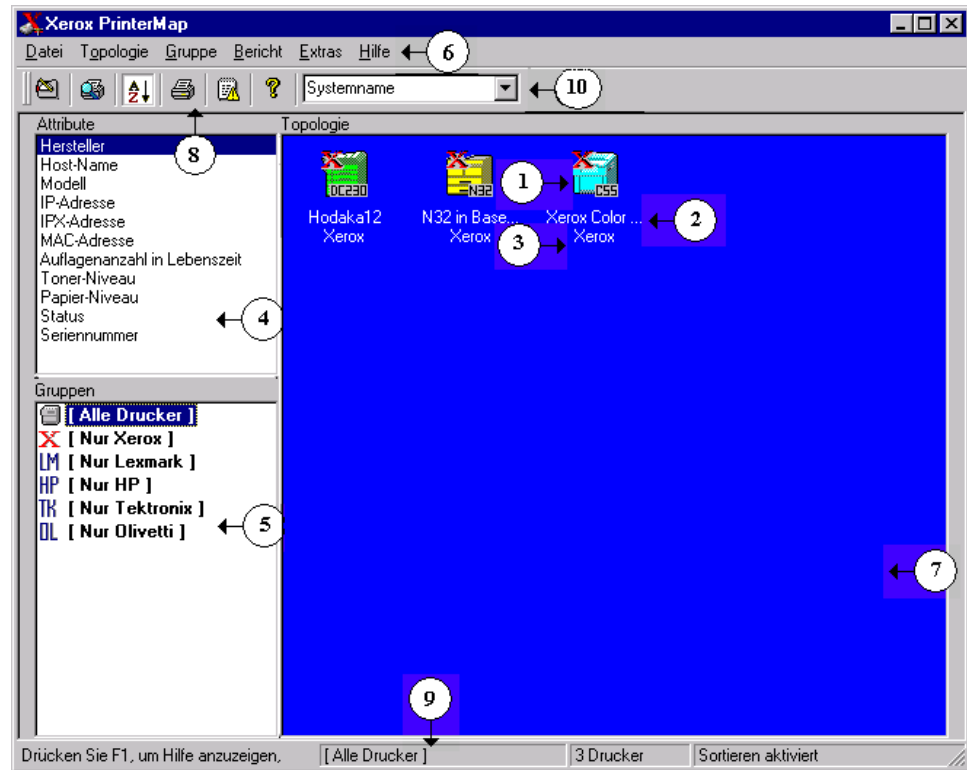 Xerox PrinterMap
Datei Topologie Gruppe Bericht Extras Hilfe 6
Systemname 10
8
Attribute
Hersteller
Host-Name
Modell
IP-Adresse
IPX-Adresse
MAC-Adresse
Auflagenanzahl in Lebenszeit
Toner-Niveau
Papier-Niveau
Status
Seriennummer
4
Gruppen
[ Alle Drucker ]
X [ Nur Xerox ]
LM [ Nur Lexmark ]
HP [ Nur HP ]
TK [ Nur Tektronix ]
OL [ Nur Olivetti ]
5
Topologie
DC230
Hodaka12
Xerox
N32
N32 in Base...
Xerox
1
C55
Xerox Color ...
Xerox
2
3
7
9
Drücken Sie F1, um Hilfe anzuzeigen, [ Alle Drucker ] 3 Drucker Sortieren aktiviert